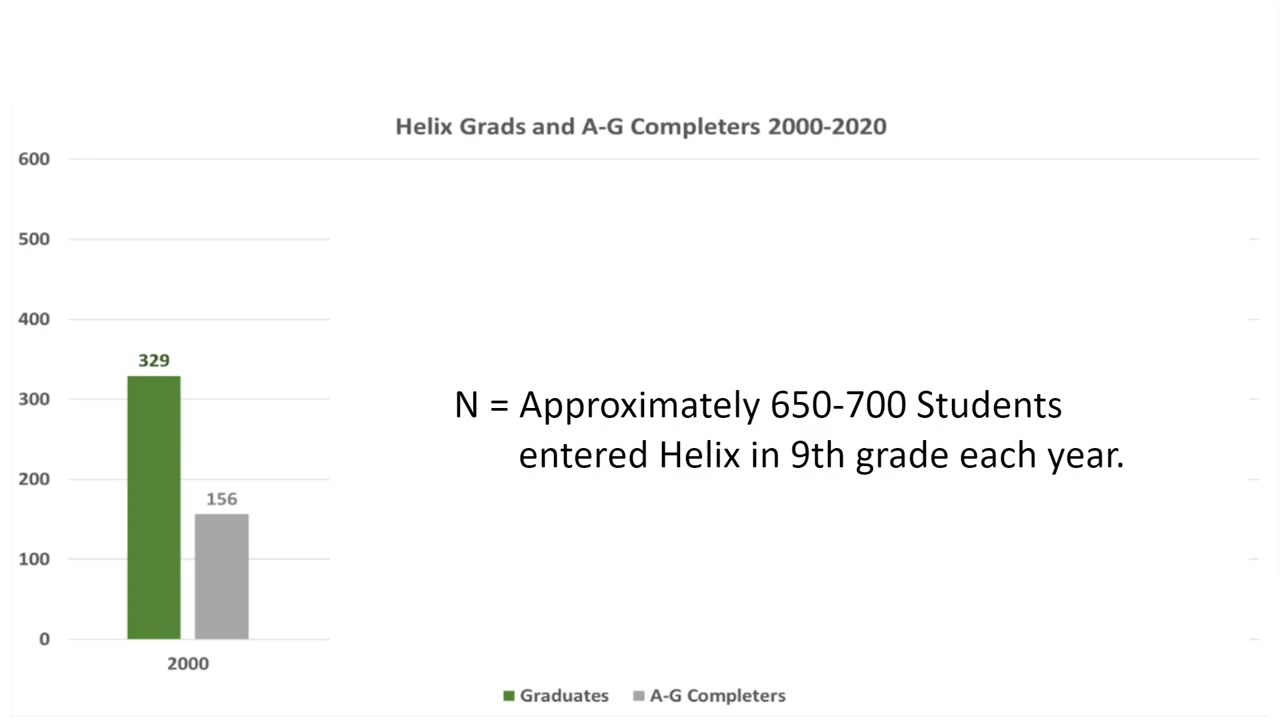 Helix Grads and A-G Completers 2000-2020
600
500
400
329
300
N = Approximately 650-700 Students
entered Helix in 9th grade each year.
200
156
100
0
2000
Graduates A-G Completers